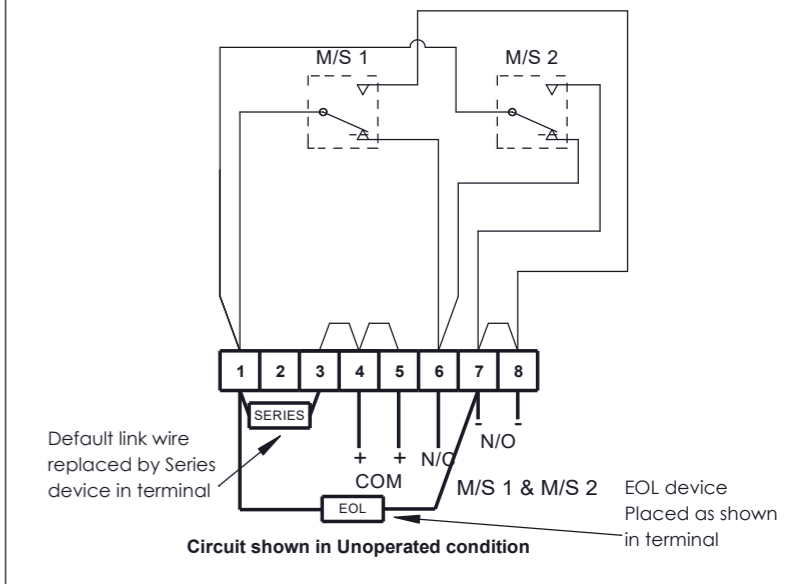 M/S 1
M/S 2
1 2 3 4 5 6 7 8
SERIES
Default link wire
replaced by Series
device in terminal
+ +
COM
N/C
- -
N/O
M/S 1 & M/S 2
EOL
EOL device
Placed as shown
in terminal
Circuit shown in Unoperated condition